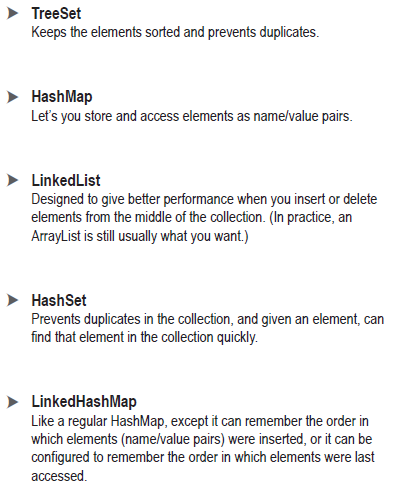 TreeSet
Keeps the elements sorted and prevents duplicates.
HashMap
Let's you store and access elements as name/value pairs.
LinkedList
Designed to give better performance when you insert or delete
elements from the middle of the collection. (In practice, an
ArrayList is still usually what you want.)
HashSet
Prevents duplicates in the collection, and given an element, can
find that element in the collection quickly.
LinkedHashMap
Like a regular HashMap, except it can remember the order in
which elements (name/value pairs) were inserted, or it can be
configured to remember the order in which elements were last
accessed.